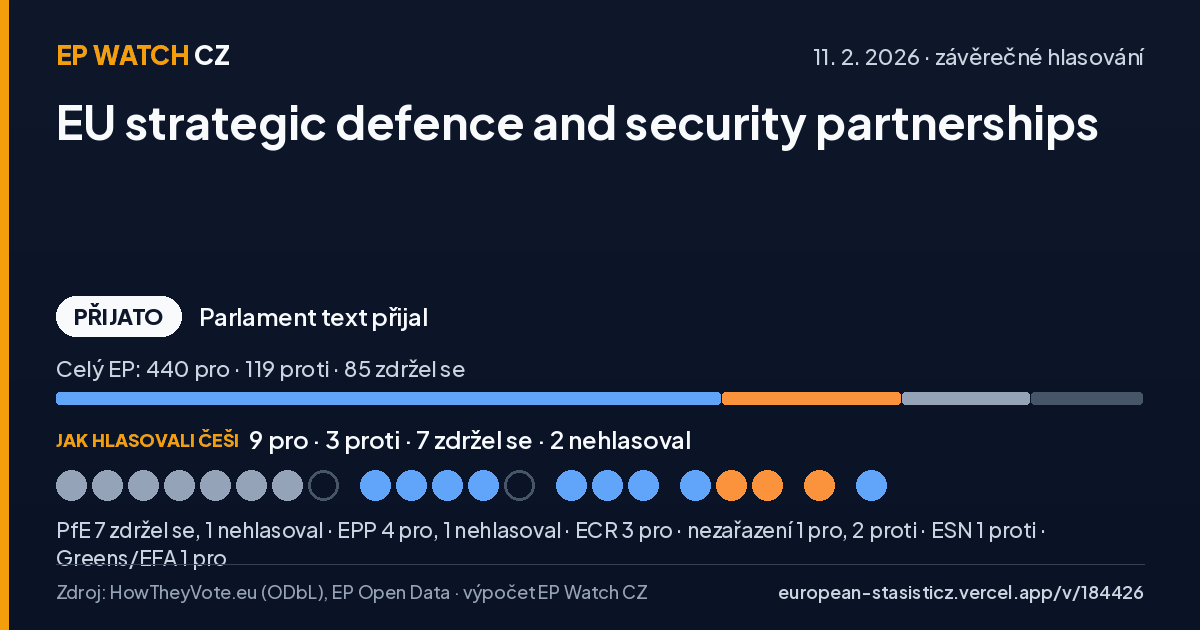 EP WATCH CZ
11. 2. 2026 · závěrečné hlasování
EU strategic defence and security partnerships
PŘIJATO Parlament text přijal
Celý EP: 440 pro · 119 proti · 85 zdržel se
JAK HLASOVALI ČEŠI 9 pro · 3 proti · 7 zdržel se · 2 nehlasoval
PfE 7 zdržel se, 1 nehlasoval · EPP 4 pro, 1 nehlasoval · ECR 3 pro · nezařazení 1 pro, 2 proti · ESN 1 proti ·
Greens/EFA 1 pro
Zdroj: HowTheyVote.eu (ODbL), EP Open Data · výpočet EP Watch CZ
european-stasisticz.vercel.app/v/184426